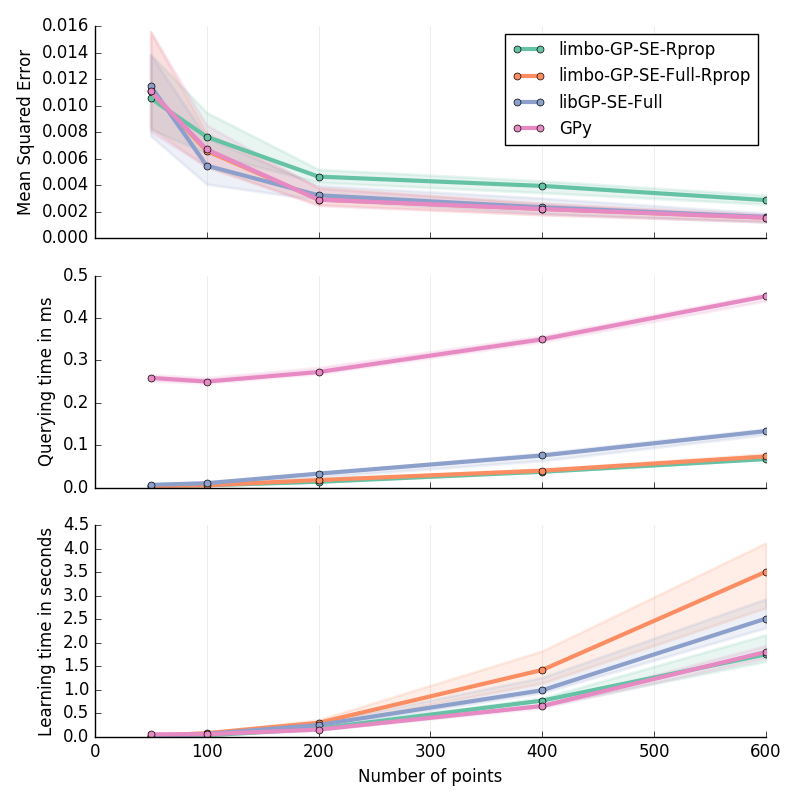 Mean Squared Error
0.016
0.014
0.012
0.010
0.008
0.006
0.004
0.002
0.000
limbo-GP-SE-Rprop
limbo-GP-SE-Full-Rprop
libGP-SE-Full
GPy
Querying time in ms
0.5
0.4
0.3
0.2
0.1
0.0
Learning time in seconds
4.5
4.0
3.5
3.0
2.5
2.0
1.5
1.0
0.5
0.0
0 100 200 300 400 500 600
Number of points